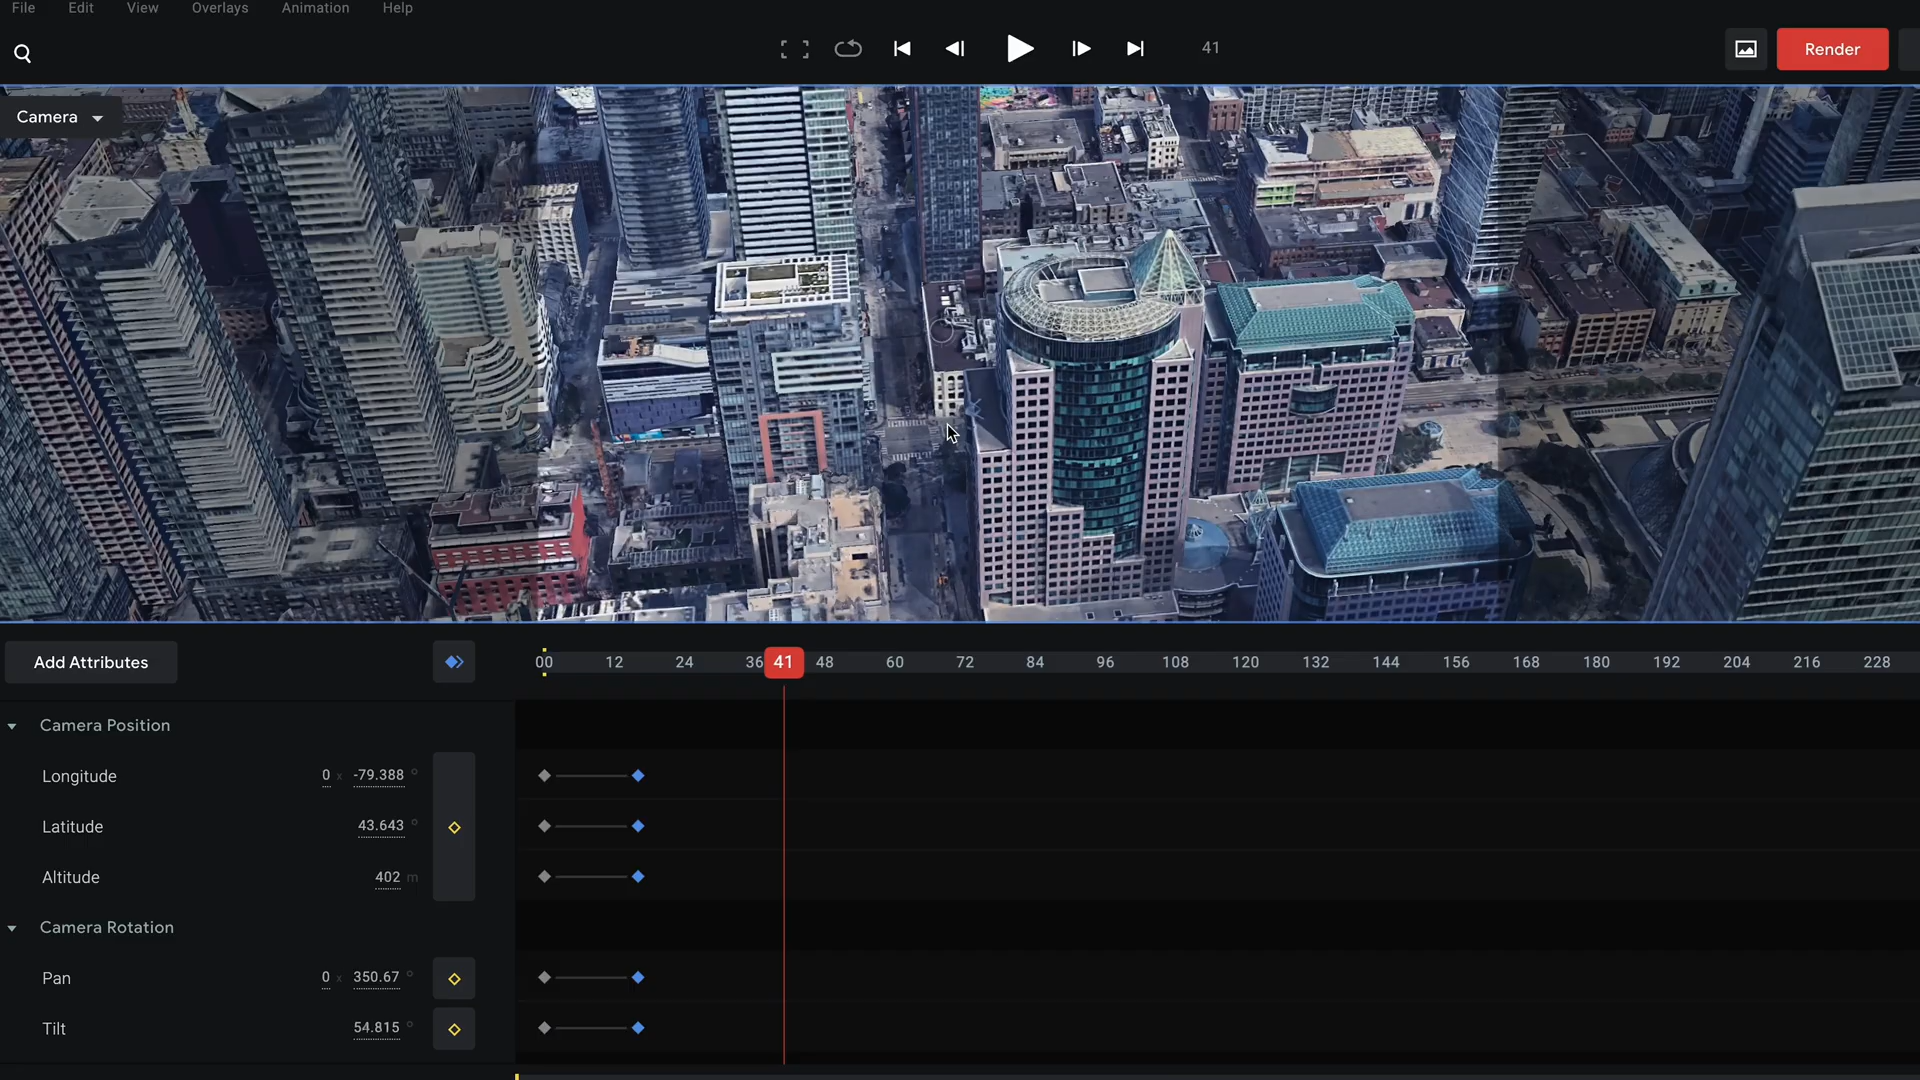 File Edit View Overlays Animation Help
41
Render
Camera
Add Attributes
00 12 24 36 41 48 60 72 84 96 108 120 132 144 156 168 180 192 204 216 228
Camera Position
Longitude 0 x -79.388 °
Latitude 43.643 °
Altitude 402 m
Camera Rotation
Pan 0 x 350.67 °
Tilt 54.815 °